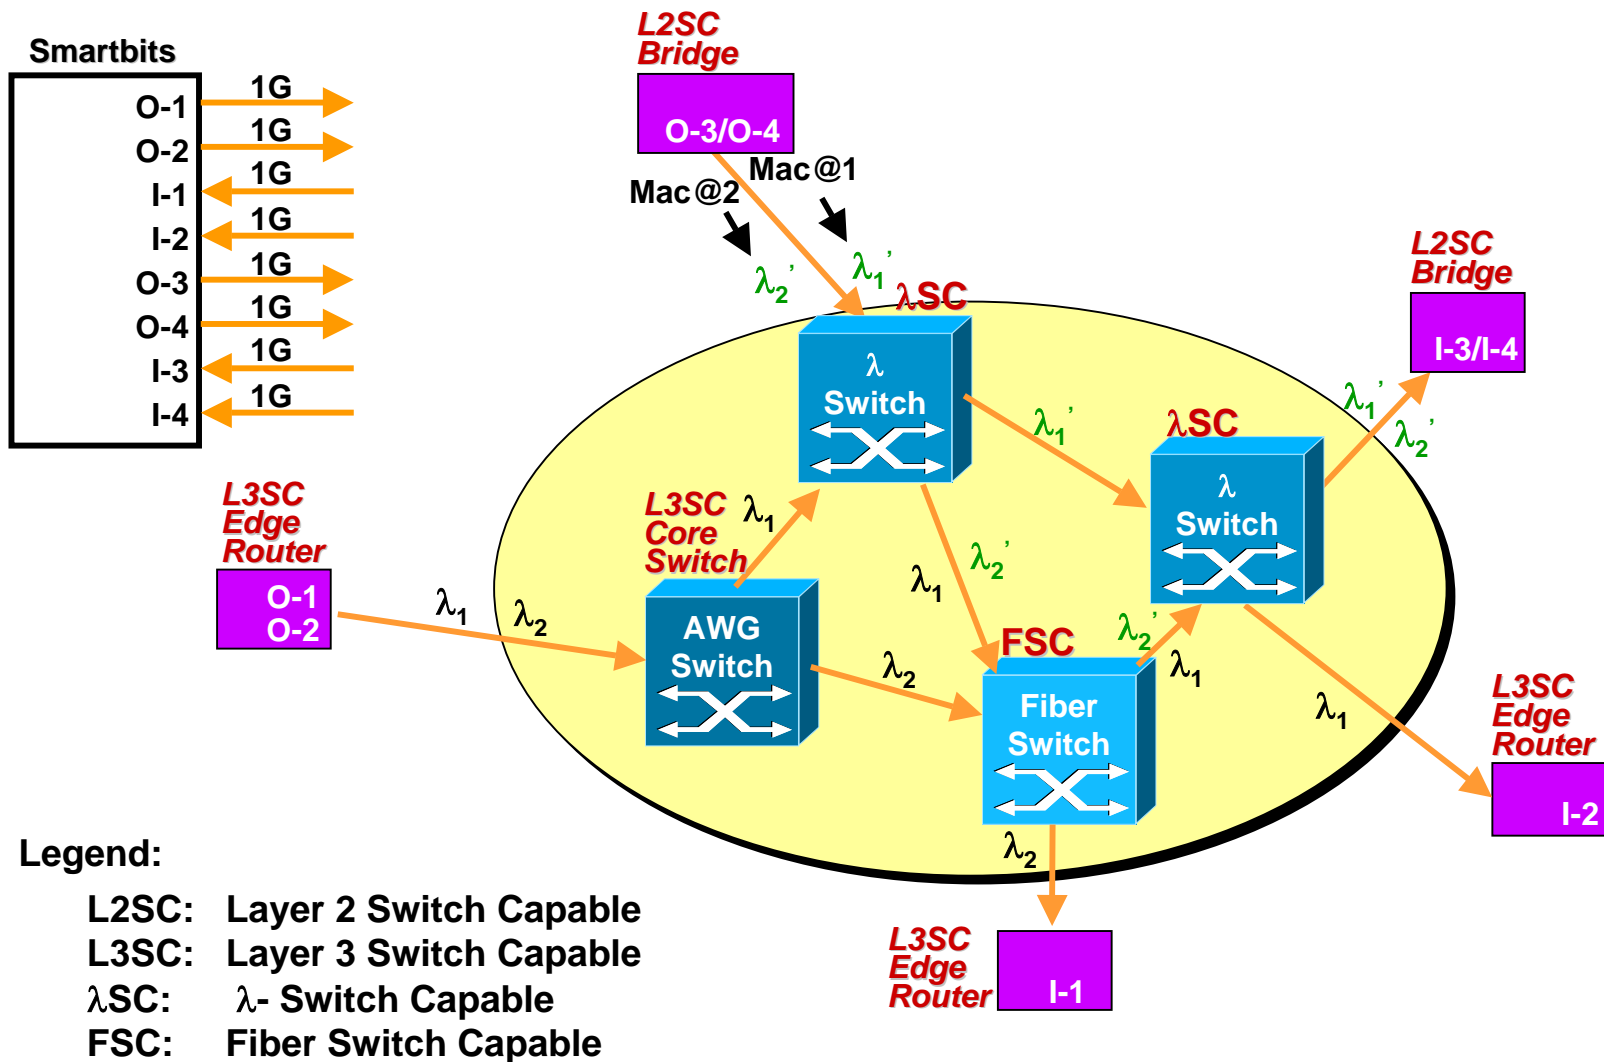 Smartbits
O-1 1G
O-2 1G
I-1 1G
I-2 1G
O-3 1G
O-4 1G
I-3 1G
I-4 1G
L2SC
Bridge
O-3/O-4
Mac@1
Mac@2
λ2’
λ1’
λSC
λ
Switch
L2SC
Bridge
I-3/I-4
λ1’
λ2’
λ1’
λSC
λ
Switch
L3SC
Edge
Router
O-1
O-2
λ1
λ2
L3SC
Core
Switch
λ1
AWG
Switch
λ1
λ2’
λ2
FSC
Fiber
Switch
λ2’
λ1
λ1
L3SC
Edge
Router
I-2
λ2
L3SC
Edge
Router
I-1
Legend:
L2SC: Layer 2 Switch Capable
L3SC: Layer 3 Switch Capable
λSC: λ- Switch Capable
FSC: Fiber Switch Capable